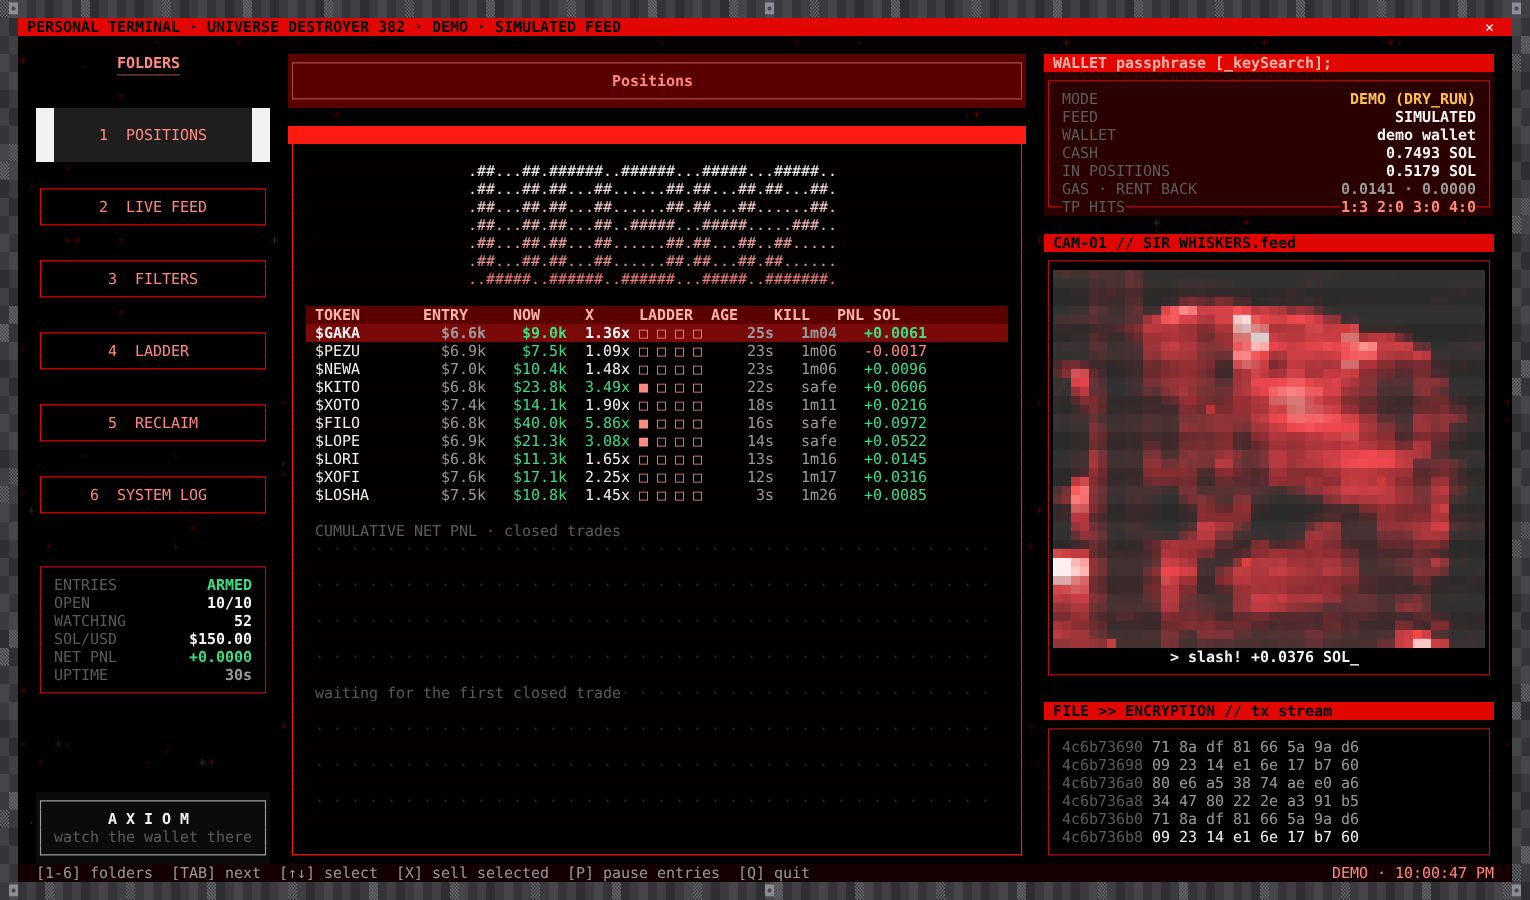 PERSONAL TERMINAL · UNIVERSE DESTROYER 382 · DEMO · SIMULATED FEED ×
FOLDERS
1 POSITIONS
2 LIVE FEED
3 FILTERS
4 LADDER
5 RECLAIM
6 SYSTEM LOG
ENTRIES ARMED
OPEN 10/10
WATCHING 52
SOL/USD $150.00
NET PNL +0.0000
UPTIME 30s
A X I O M
watch the wallet there
Positions
.##...##.######..######...#####...#####..
.##...##...##......##.##...##.##...##.
.##...##...##......##.##...##......##.
.##...##...##..#####...#####.....###..
.##...##...##......##.##...##..##.....
.##...##...##......##.##...##.##......
..#####..######..######...#####..#######.
TOKEN ENTRY NOW X LADDER AGE KILL PNL SOL
$GAKA $6.6k $9.0k 1.36x □ □ □ □ 25s 1m04 +0.0061
$PEZU $6.9k $7.5k 1.09x □ □ □ □ 23s 1m06 -0.0017
$NEWA $7.0k $10.4k 1.48x □ □ □ □ 23s 1m06 +0.0096
$KITO $6.8k $23.8k 3.49x ■ □ □ □ 22s safe +0.0606
$XOTO $7.4k $14.1k 1.90x □ □ □ □ 18s 1m11 +0.0216
$FILO $6.8k $40.0k 5.86x ■ □ □ □ 16s safe +0.0972
$LOPE $6.9k $21.3k 3.08x ■ □ □ □ 14s safe +0.0522
$LORI $6.8k $11.3k 1.65x □ □ □ □ 13s 1m16 +0.0145
$XOFI $7.6k $17.1k 2.25x □ □ □ □ 12s 1m17 +0.0316
$LOSHA $7.5k $10.8k 1.45x □ □ □ □ 3s 1m26 +0.0085
CUMULATIVE NET PNL · closed trades
waiting for the first closed trade
WALLET passphrase [_keySearch];
MODE DEMO (DRY_RUN)
FEED SIMULATED
WALLET demo wallet
CASH 0.7493 SOL
IN POSITIONS 0.5179 SOL
GAS · RENT BACK 0.0141 · 0.0000
TP HITS 1:3 2:0 3:0 4:0
CAM-01 // SIR WHISKERS.feed
> slash! +0.0376 SOL_
FILE >> ENCRYPTION // tx stream
4c6b73690 71 8a df 81 66 5a 9a d6
4c6b73698 09 23 14 e1 6e 17 b7 60
4c6b736a0 80 e6 a5 38 74 ae e0 a6
4c6b736a8 34 47 80 22 2e a3 91 b5
4c6b736b0 71 8a df 81 66 5a 9a d6
4c6b736b8 09 23 14 e1 6e 17 b7 60
[1-6] folders [TAB] next [↑↓] select [X] sell selected [P] pause entries [Q] quit
DEMO · 10:00:47 PM